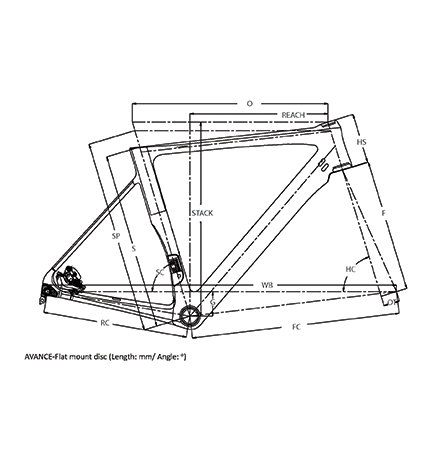 O
REACH
HS
STACK
F
SP
S
SC
HC
WB
G
O'
RC
FC
AVANCE-Flat mount disc (Length: mm/ Angle: °)